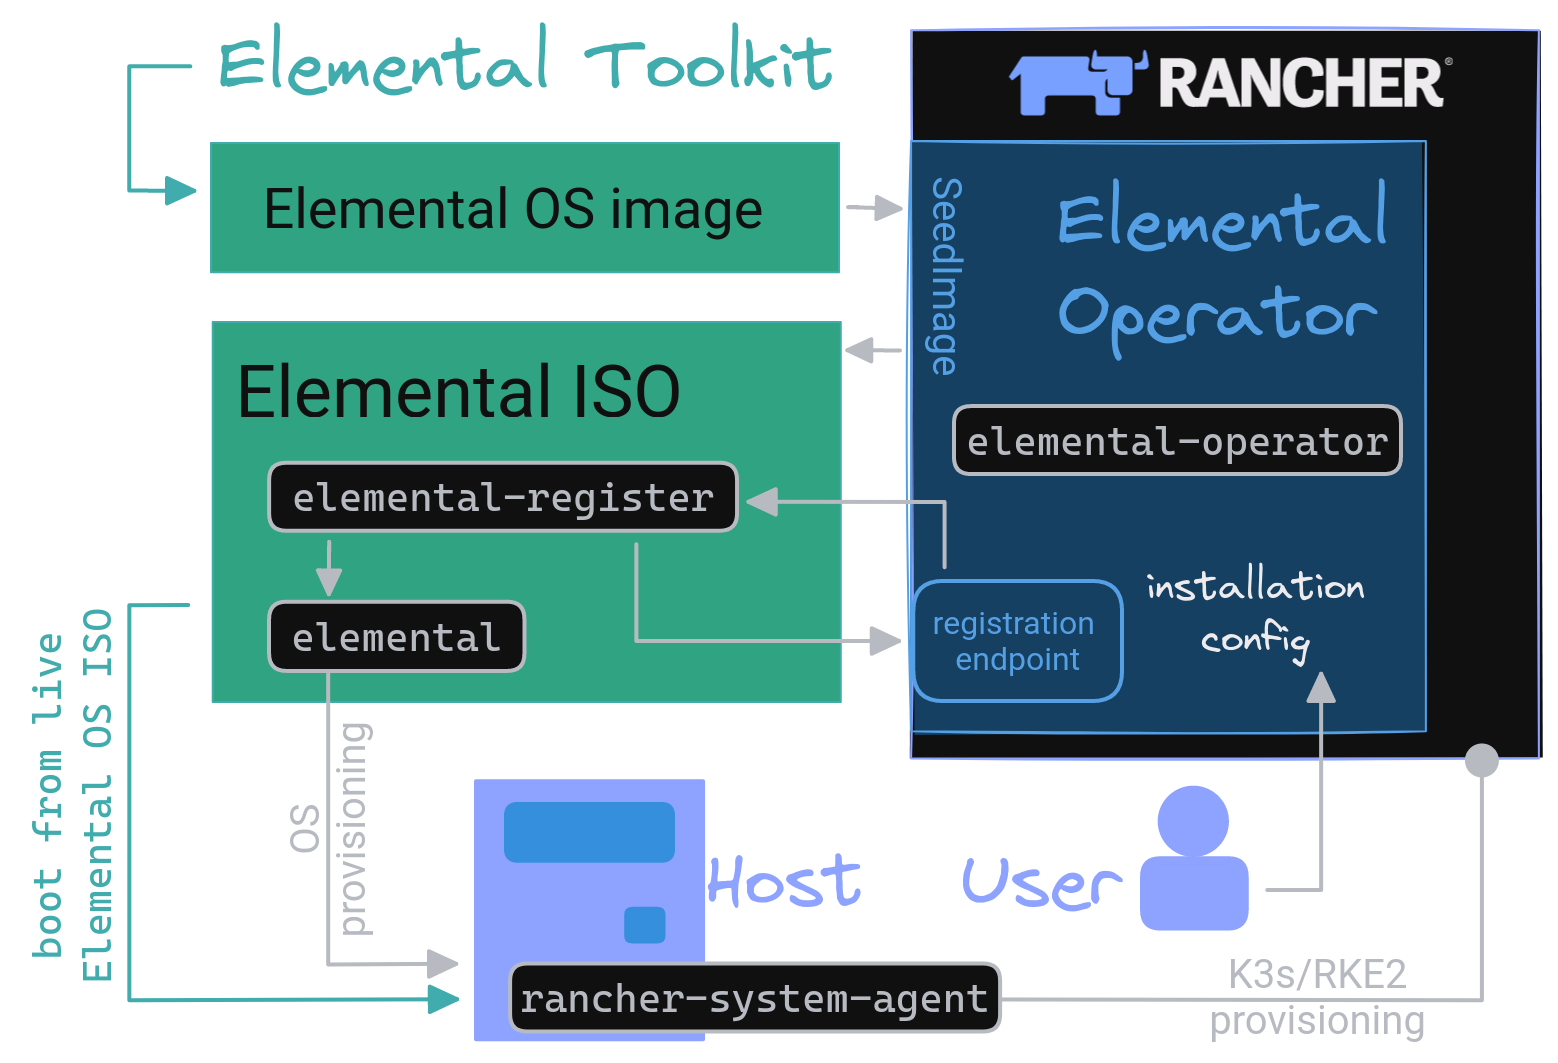 Elemental Toolkit
RANCHER®
Elemental OS image
SeedImage
Elemental
Operator
Elemental ISO
elemental-operator
elemental-register
installation
config
elemental
registration
endpoint
boot from live
Elemental OS ISO
OS
provisioning
Host
User
rancher-system-agent
K3s/RKE2
provisioning